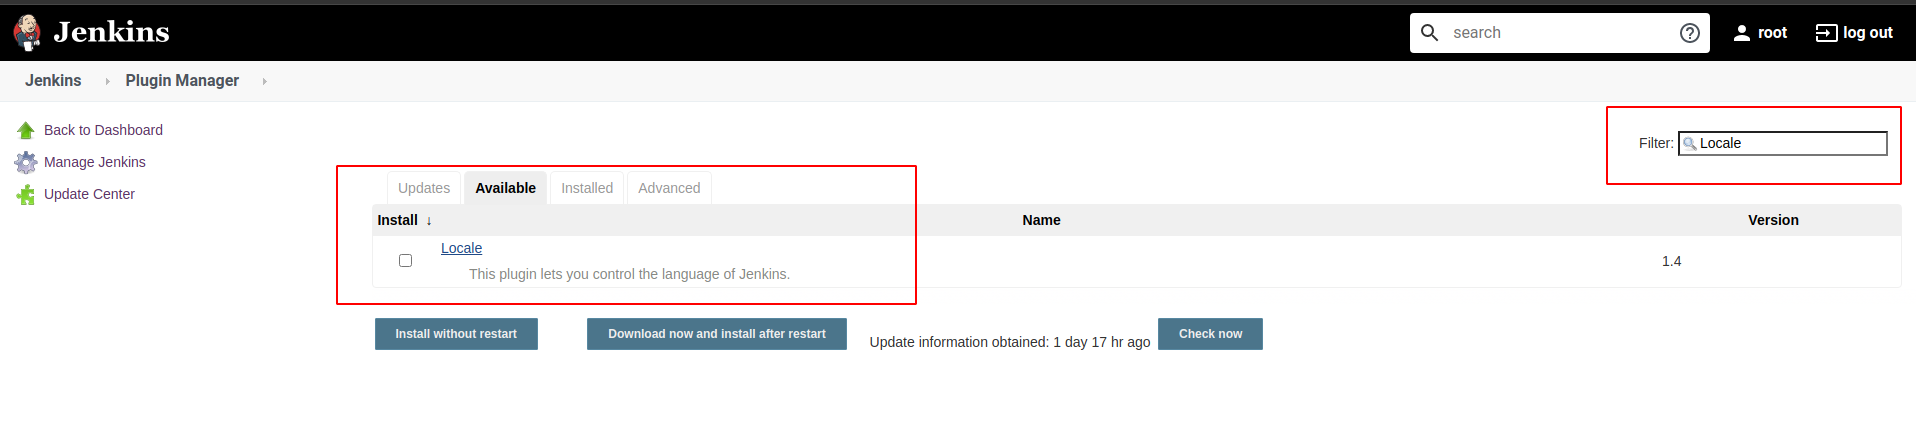 Jenkins
search
root
log out
Jenkins
Plugin Manager
Back to Dashboard
Manage Jenkins
Update Center
Filter: Locale
Updates Available Installed Advanced
Install ↓ Name Version
Locale
This plugin lets you control the language of Jenkins.
1.4
Install without restart
Download now and install after restart
Update information obtained: 1 day 17 hr ago
Check now